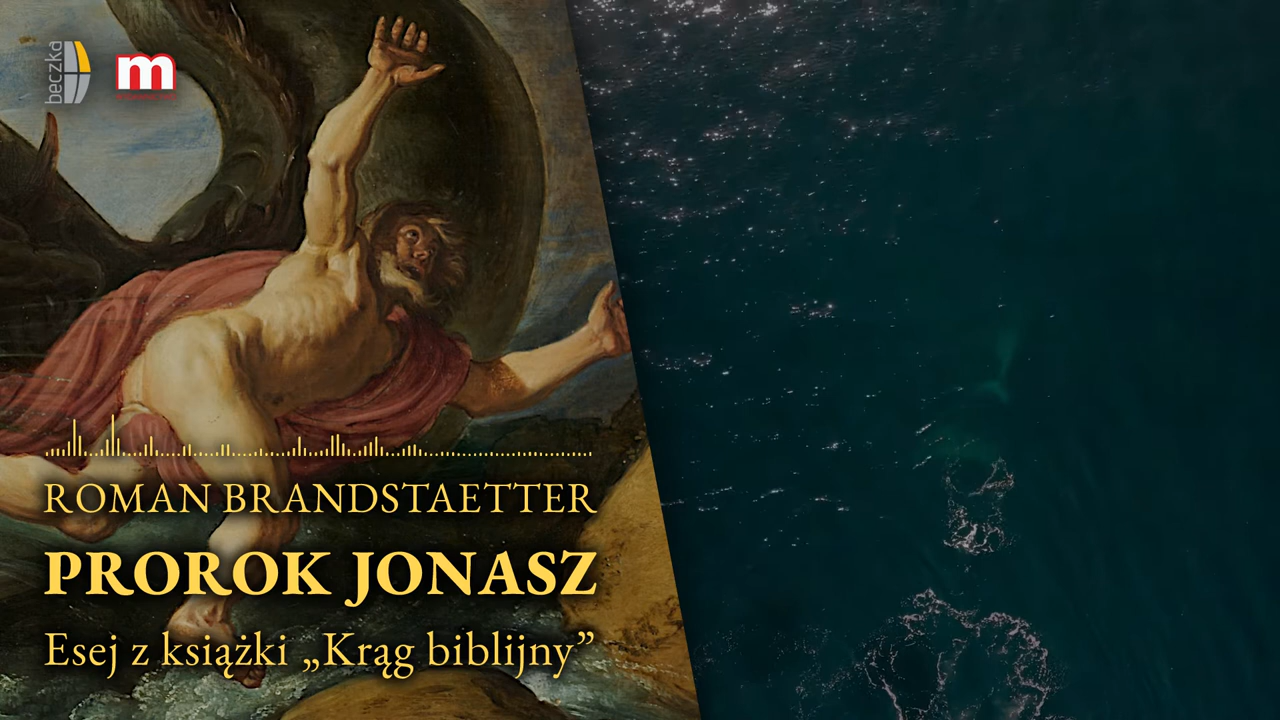 beczka
m
ROMAN BRANDSTAETTER
PROROK JONASZ
Esej z książki „Krąg biblijny”